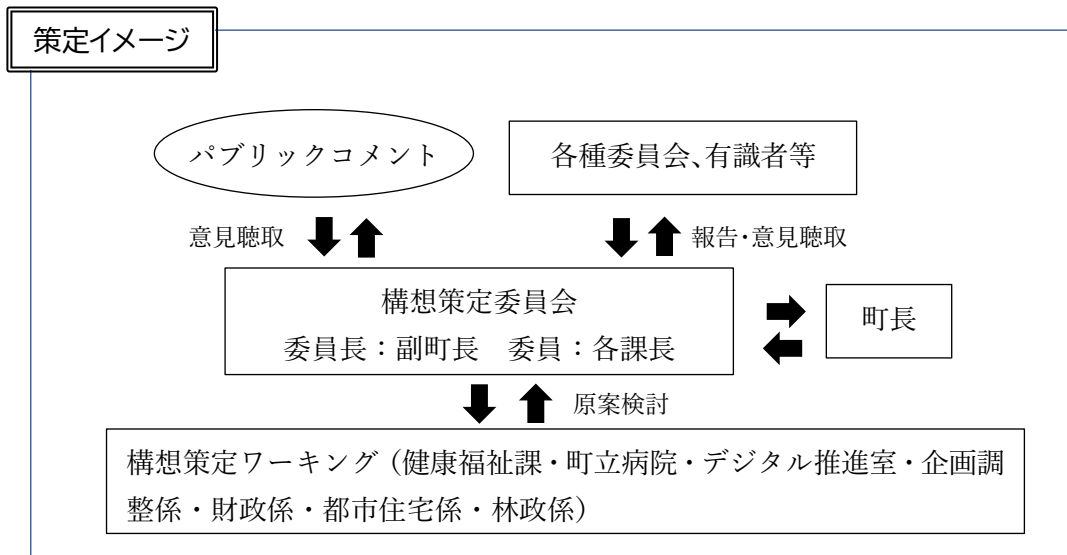 策定イメージ
パブリックコメント
各種委員会、有識者等
意見聴取
報告・意見聴取
構想策定委員会
委員長：副町長　委員：各課長
町長
原案検討
構想策定ワーキング（健康福祉課・町立病院・デジタル推進室・企画調
整係・財政係・都市住宅係・林政係）